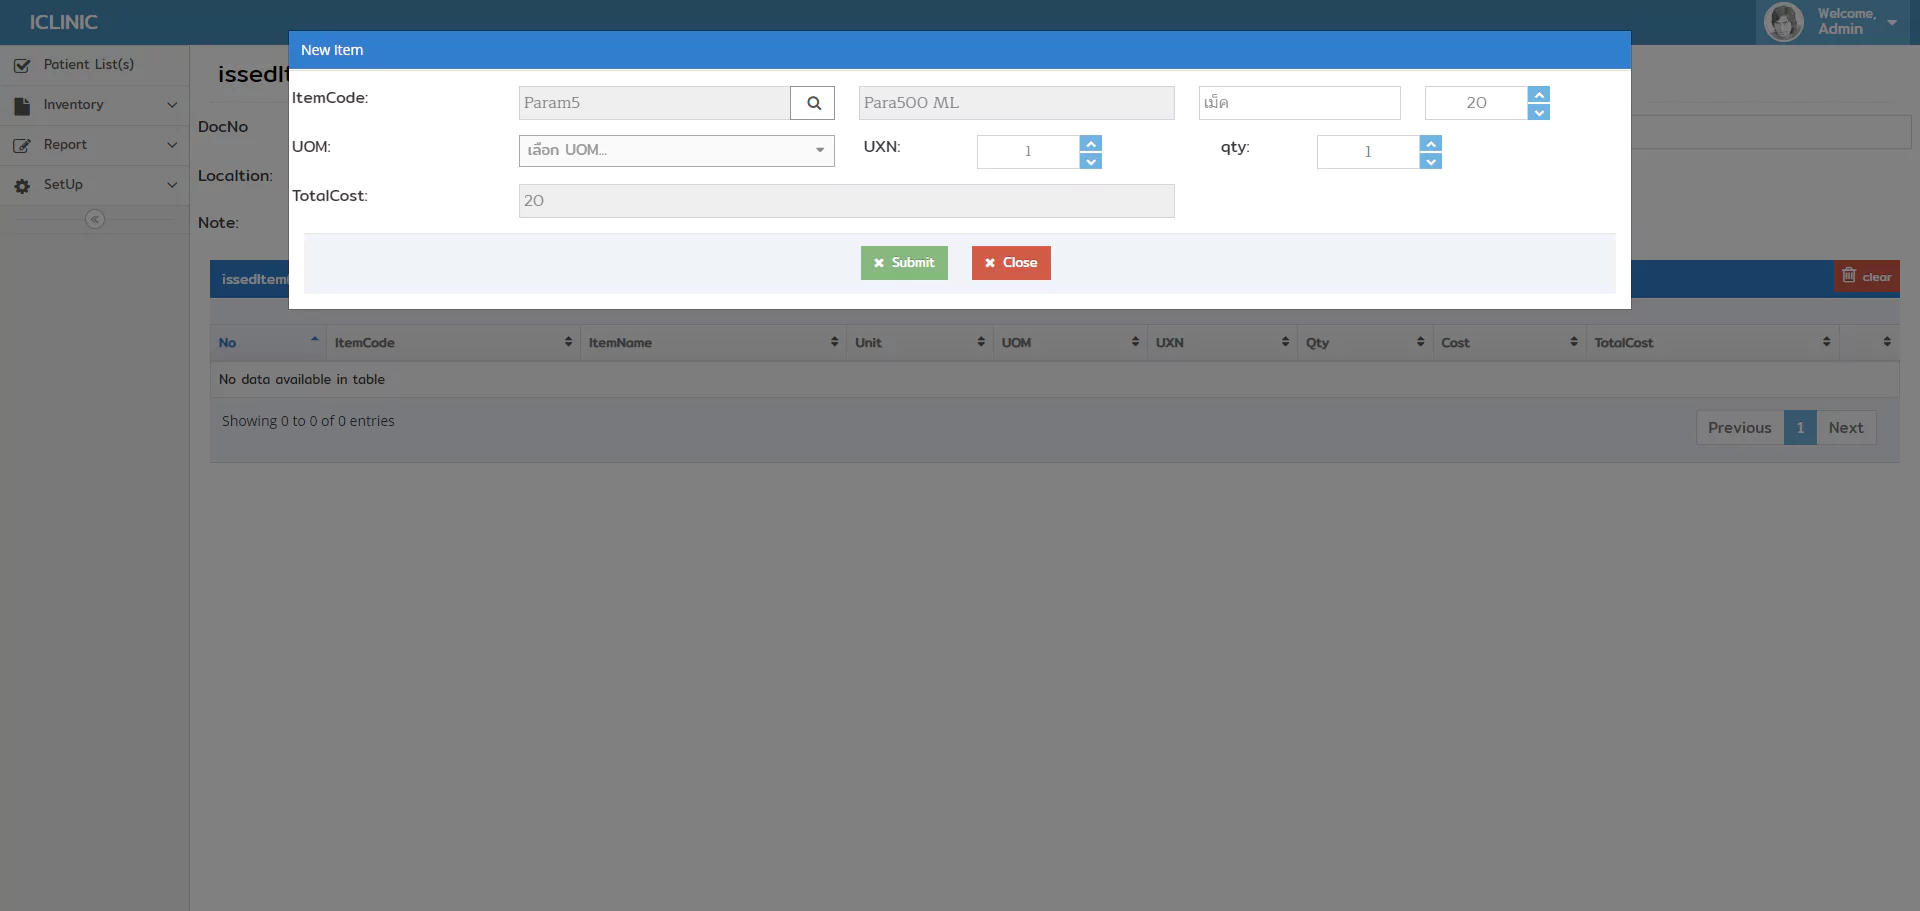 ICLINIC
Welcome,
Admin
New Item
Patient List(s)
Inventory
Report
SetUp
issedIt
DocNo
Localtion:
Note:
ItemCode:
Param5
Para500 ML
เม็ด
20
UOM:
เลือก UOM...
UXN:
1
qty:
1
TotalCost:
20
Submit
Close
issedItem
clear
No ItemCode ItemName Unit UOM UXN Qty Cost TotalCost
No data available in table
Showing 0 to 0 of 0 entries
Previous 1 Next